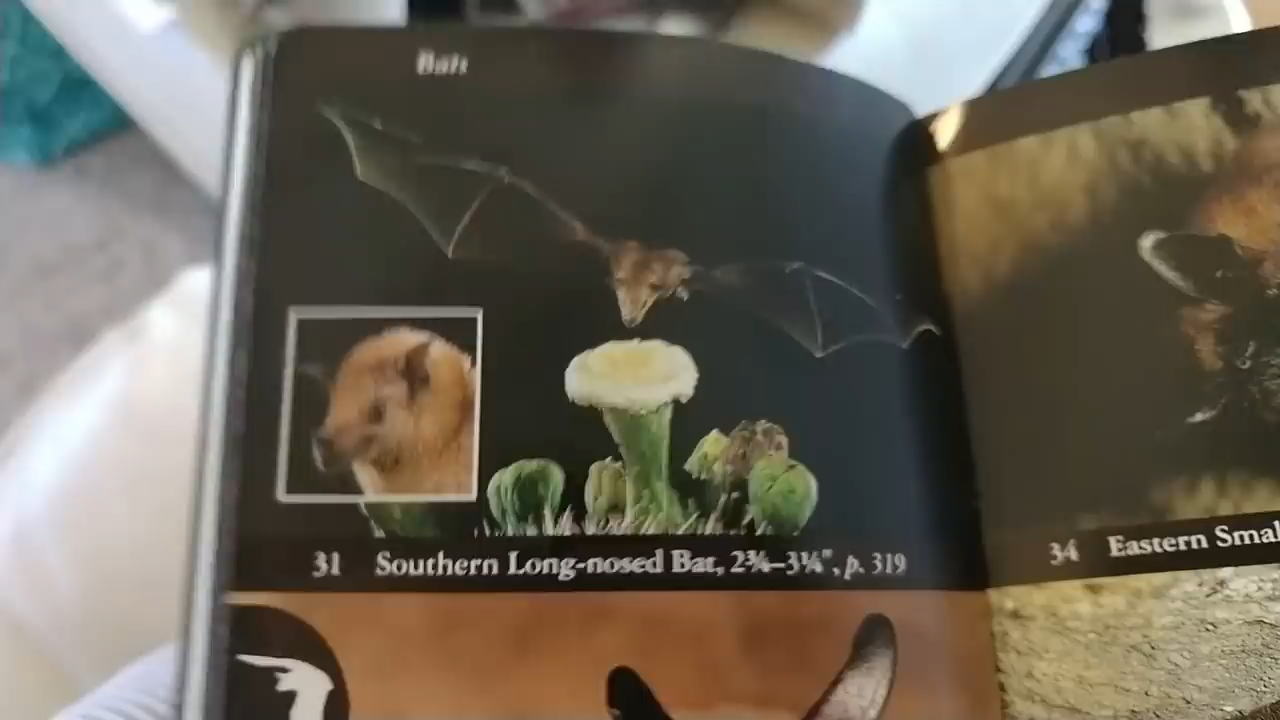 Bats
31 Southern Long-nosed Bat, 2¾–3¼", p. 319
34 Eastern Smal